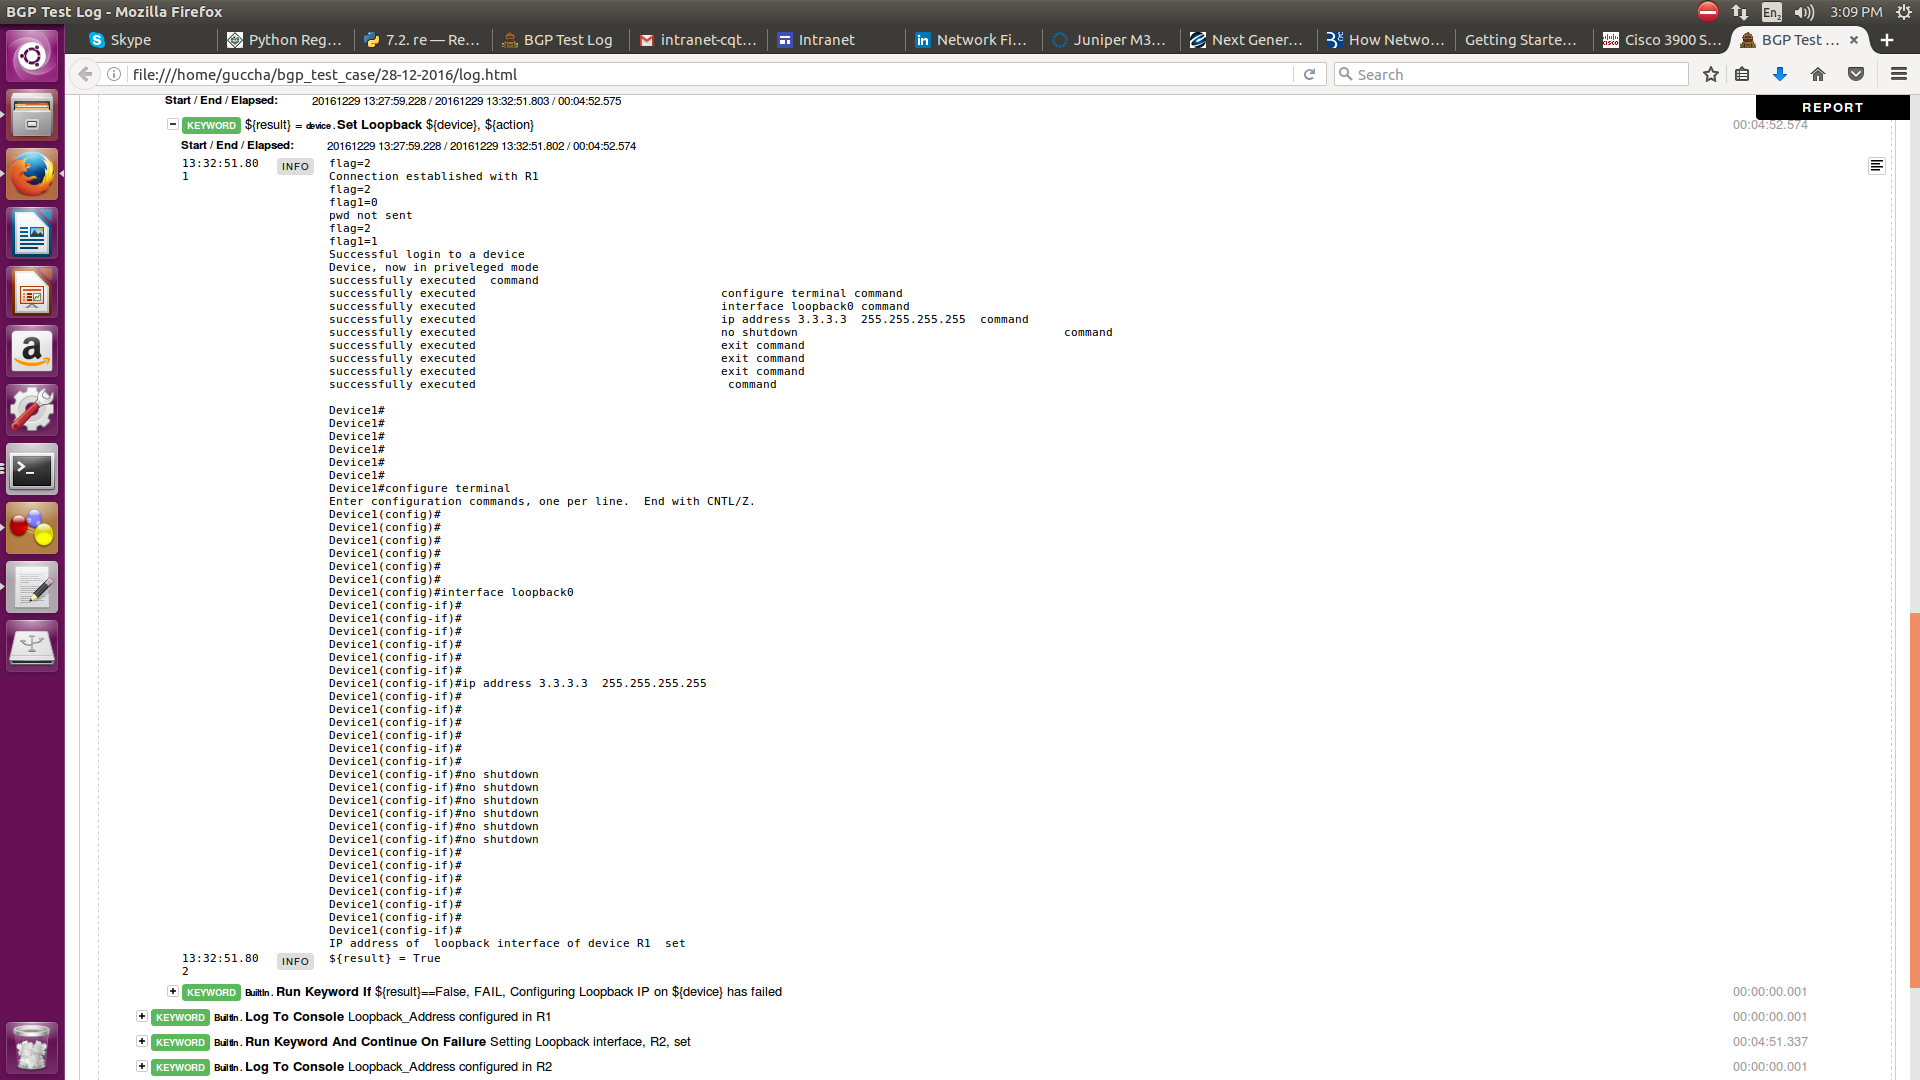 BGP Test Log - Mozilla Firefox
En2
3:09 PM
Skype
Python Reg...
7.2. re — Re...
BGP Test Log
intranet-cqt...
Intranet
Network Fi...
Juniper M3...
Next Gener...
How Netwo...
Getting Starte...
Cisco 3900 S...
BGP Test ...
file:///home/guccha/bgp_test_case/28-12-2016/log.html
Search
REPORT
Start / End / Elapsed: 20161229 13:27:59.228 / 20161229 13:32:51.803 / 00:04:52.575
KEYWORD ${result} = device . Set Loopback ${device}, ${action} 00:04:52.574
Start / End / Elapsed: 20161229 13:27:59.228 / 20161229 13:32:51.802 / 00:04:52.574
13:32:51.801 INFO flag=2
Connection established with R1
flag=2
flag1=0
pwd not sent
flag=2
flag1=1
Successful login to a device
Device, now in priveleged mode
successfully executed  command
successfully executed configure terminal command
successfully executed interface loopback0 command
successfully executed ip address 3.3.3.3  255.255.255.255  command
successfully executed no shutdown command
successfully executed exit command
successfully executed exit command
successfully executed exit command
successfully executed command
Device1#
Device1#
Device1#
Device1#
Device1#
Device1#
Device1#configure terminal
Enter configuration commands, one per line.  End with CNTL/Z.
Device1(config)#
Device1(config)#
Device1(config)#
Device1(config)#
Device1(config)#
Device1(config)#
Device1(config)#interface loopback0
Device1(config-if)#
Device1(config-if)#
Device1(config-if)#
Device1(config-if)#
Device1(config-if)#
Device1(config-if)#
Device1(config-if)#ip address 3.3.3.3  255.255.255.255
Device1(config-if)#
Device1(config-if)#
Device1(config-if)#
Device1(config-if)#
Device1(config-if)#
Device1(config-if)#
Device1(config-if)#no shutdown
Device1(config-if)#no shutdown
Device1(config-if)#no shutdown
Device1(config-if)#no shutdown
Device1(config-if)#no shutdown
Device1(config-if)#no shutdown
Device1(config-if)#
Device1(config-if)#
Device1(config-if)#
Device1(config-if)#
Device1(config-if)#
Device1(config-if)#
Device1(config-if)#
IP address of  loopback interface of device R1  set
13:32:51.802 INFO ${result} = True
KEYWORD BuiltIn . Run Keyword If ${result}==False, FAIL, Configuring Loopback IP on ${device} has failed 00:00:00.001
KEYWORD BuiltIn . Log To Console Loopback_Address configured in R1 00:00:00.001
KEYWORD BuiltIn . Run Keyword And Continue On Failure Setting Loopback interface, R2, set 00:04:51.337
KEYWORD BuiltIn . Log To Console Loopback_Address configured in R2 00:00:00.001